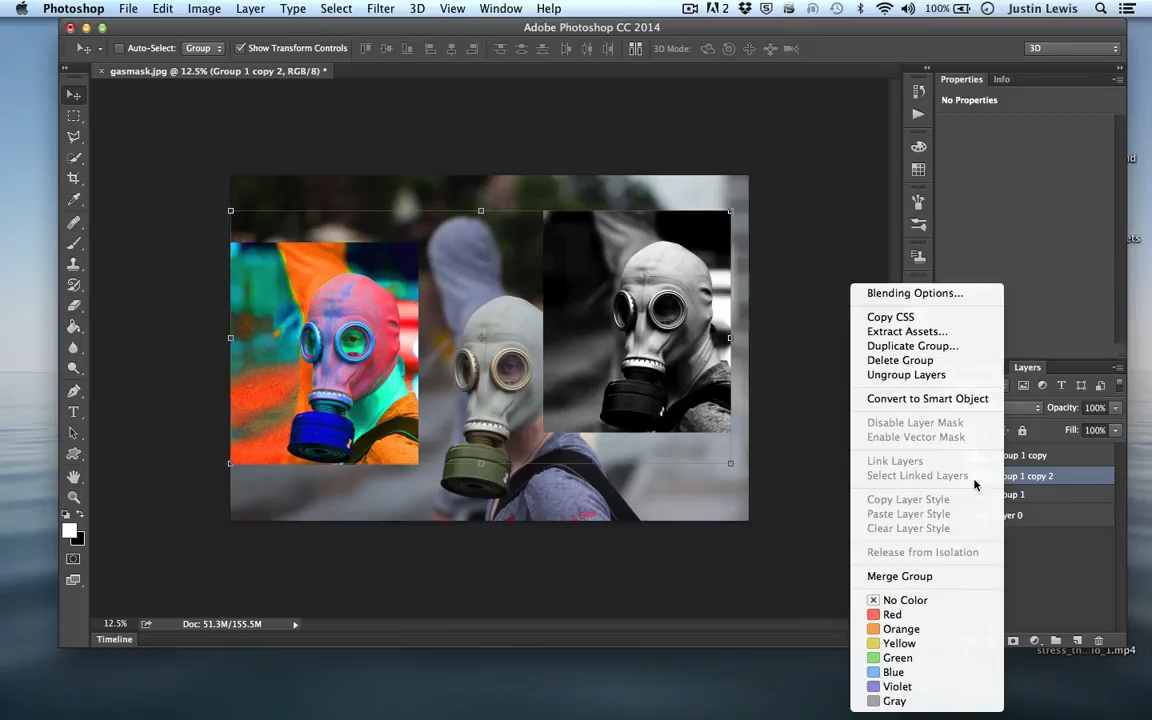 Photoshop File Edit Image Layer Type Select Filter 3D View Window Help 2 100% Justin Lewis
Adobe Photoshop CC 2014
Auto-Select: Group Show Transform Controls 3D Mode: 3D
× gasmask.jpg @ 12.5% (Group 1 copy 2, RGB/8) *
Properties Info
No Properties
Blending Options...
Copy CSS
Extract Assets...
Duplicate Group...
Delete Group
Ungroup Layers
Convert to Smart Object
Disable Layer Mask
Enable Vector Mask
Link Layers
Select Linked Layers
Copy Layer Style
Paste Layer Style
Clear Layer Style
Release from Isolation
Merge Group
No Color
Red
Orange
Yellow
Green
Blue
Violet
Gray
Layers
Opacity: 100%
Fill: 100%
oup 1 copy
oup 1 copy 2
oup 1
yer 0
12.5% Doc: 51.3M/155.5M
Timeline
stress_th...io_1.mp4